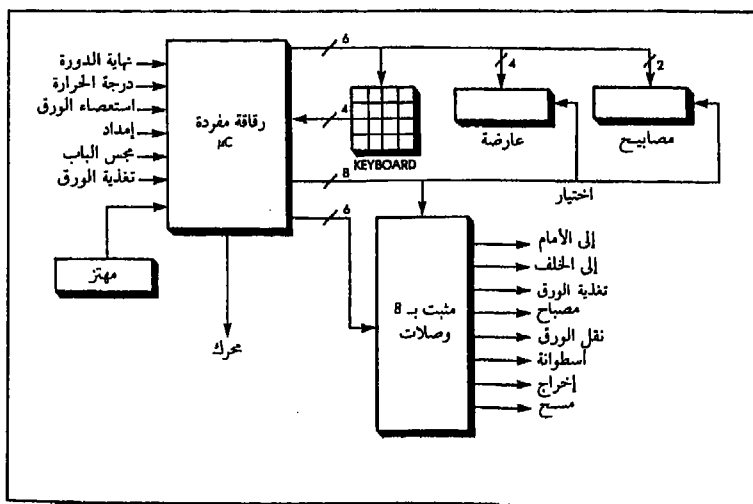 نهاية الدورة
درجة الحرارة
استعصاء الورق
إمداد
مجس الباب
تغذية الورق
مهتز
رقاقة مفردة
µC
محرك
6
4
8
6
KEYBOARD
4
عارضة
2
مصابيح
اختيار
مثبت بـ 8
وصلات
إلى الأمام
إلى الخلف
تغذية الورق
مصباح
نقل الورق
أسطوانة
إخراج
مسح